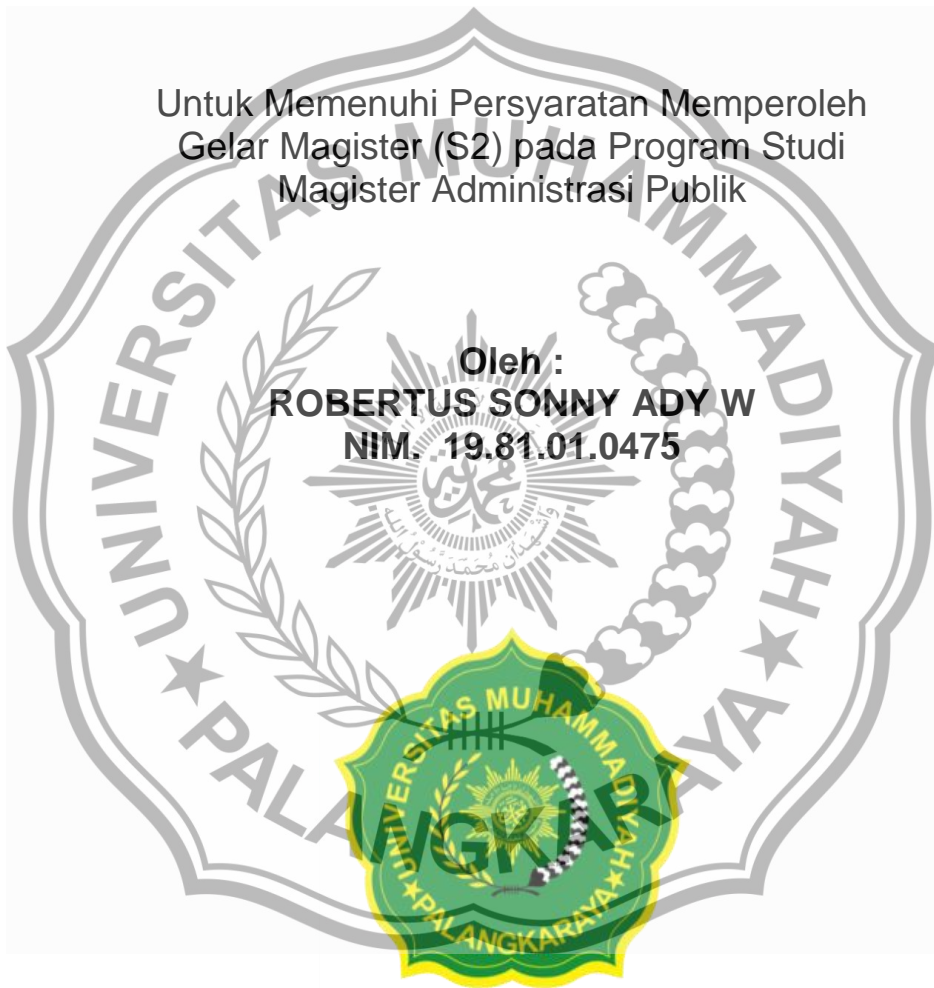 Untuk Memenuhi Persyaratan Memperoleh
Gelar Magister (S2) pada Program Studi
Magister Administrasi Publik
Oleh :
ROBERTUS SONNY ADY W
NIM. 19.81.01.0475
UNIVERSITAS MUHAMMADIYAH
★ PALANGKARAYA ★
UNIVERSITAS MUHAMMADIYAH
★ PALANGKARAYA ★